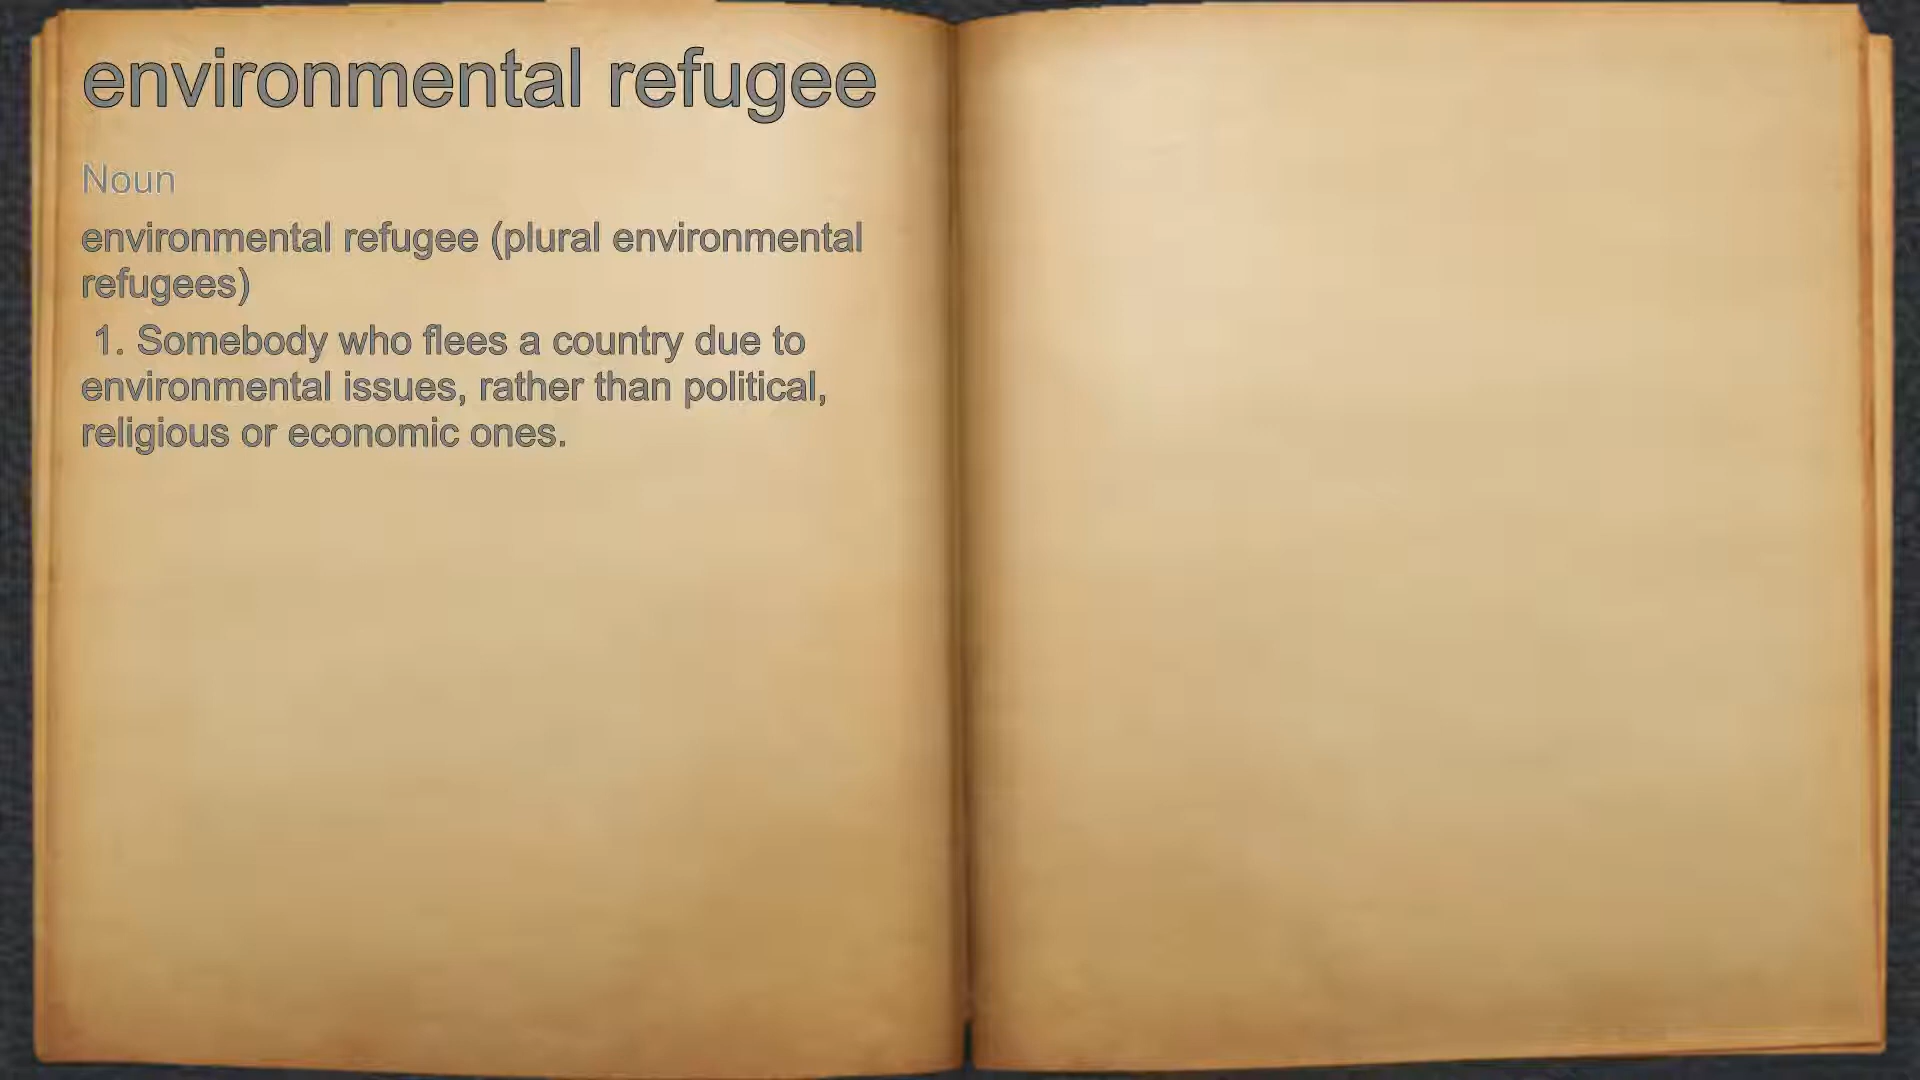 environmental refugee
Noun
environmental refugee (plural environmental
refugees)
1. Somebody who flees a country due to
environmental issues, rather than political,
religious or economic ones.